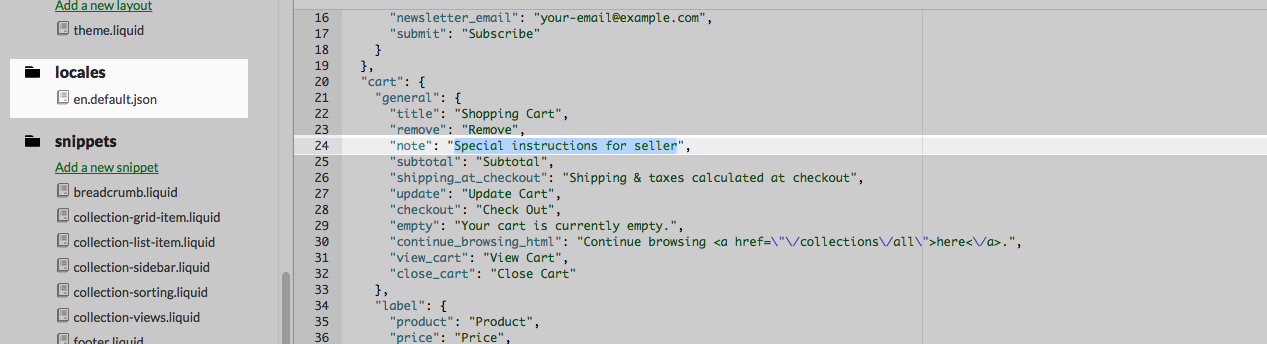 Add a new layout
theme.liquid
locales
en.default.json
snippets
Add a new snippet
breadcrumb.liquid
collection-grid-item.liquid
collection-list-item.liquid
collection-sidebar.liquid
collection-sorting.liquid
collection-views.liquid
footer.liquid
16 "newsletter_email": "your-email@example.com",
17 "submit": "Subscribe"
18 }
19 },
20 "cart": {
21 "general": {
22 "title": "Shopping Cart",
23 "remove": "Remove",
24 "note": "Special instructions for seller",
25 "subtotal": "Subtotal",
26 "shipping_at_checkout": "Shipping & taxes calculated at checkout",
27 "update": "Update Cart",
28 "checkout": "Check Out",
29 "empty": "Your cart is currently empty.",
30 "continue_browsing_html": "Continue browsing <a href=\"\/collections\/all\">here<\/a>.",
31 "view_cart": "View Cart",
32 "close_cart": "Close Cart"
33 },
34 "label": {
35 "product": "Product",
36 "price": "Price",